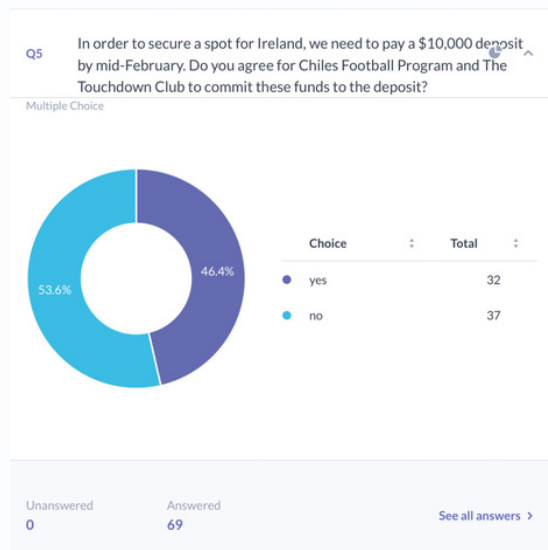 Q5
In order to secure a spot for Ireland, we need to pay a $10,000 deposit
by mid-February. Do you agree for Chiles Football Program and The
Touchdown Club to commit these funds to the deposit?
Multiple Choice
46.4%
53.6%
Choice Total
yes 32
no 37
Unanswered Answered
0 69
See all answers